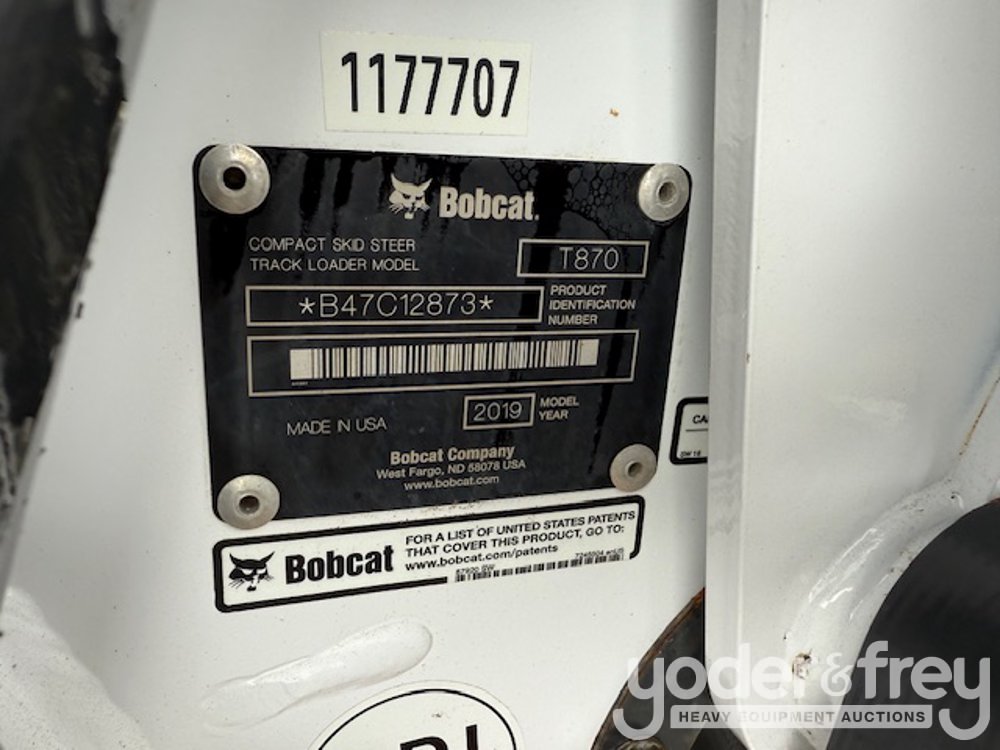 1177707
Bobcat.
COMPACT SKID STEER
TRACK LOADER MODEL
T870
*B47C12873*
PRODUCT
IDENTIFICATION
NUMBER
MADE IN USA
2019
MODEL
YEAR
Bobcat Company
West Fargo, ND 58078 USA
www.bobcat.com
CA
Bobcat
FOR A LIST OF UNITED STATES PATENTS
THAT COVER THIS PRODUCT, GO TO:
www.bobcat.com/patents
yoder&frey
HEAVY EQUIPMENT AUCTIONS